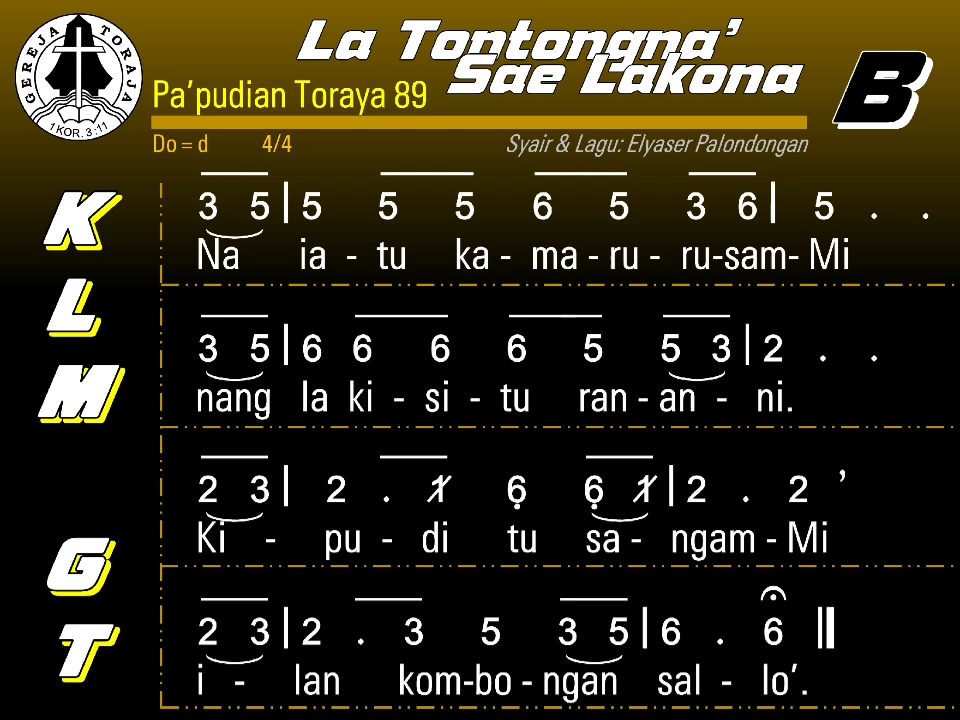 GEREJA TORAJA
1 KOR. 3:11
La Tontongna'
Sae Lakona
Pa'pudian Toraya 89
B
Do = d 4/4 Syair & Lagu: Elyaser Palondongan
3 5 | 5 5 5 6 5 3 6 | 5 . .
Na ia - tu ka - ma - ru - ru-sam- Mi
3 5 | 6 6 6 6 5 5 3 | 2 . .
nang la ki - si - tu ran - an - ni.
2 3 | 2 . 1 6 6 1 | 2 . 2 ,
Ki - pu - di tu sa - ngam - Mi
2 3 | 2 . 3 5 3 5 | 6 . 6 ||
i - lan kom-bo - ngan sal - lo'.
K
L
M
G
T